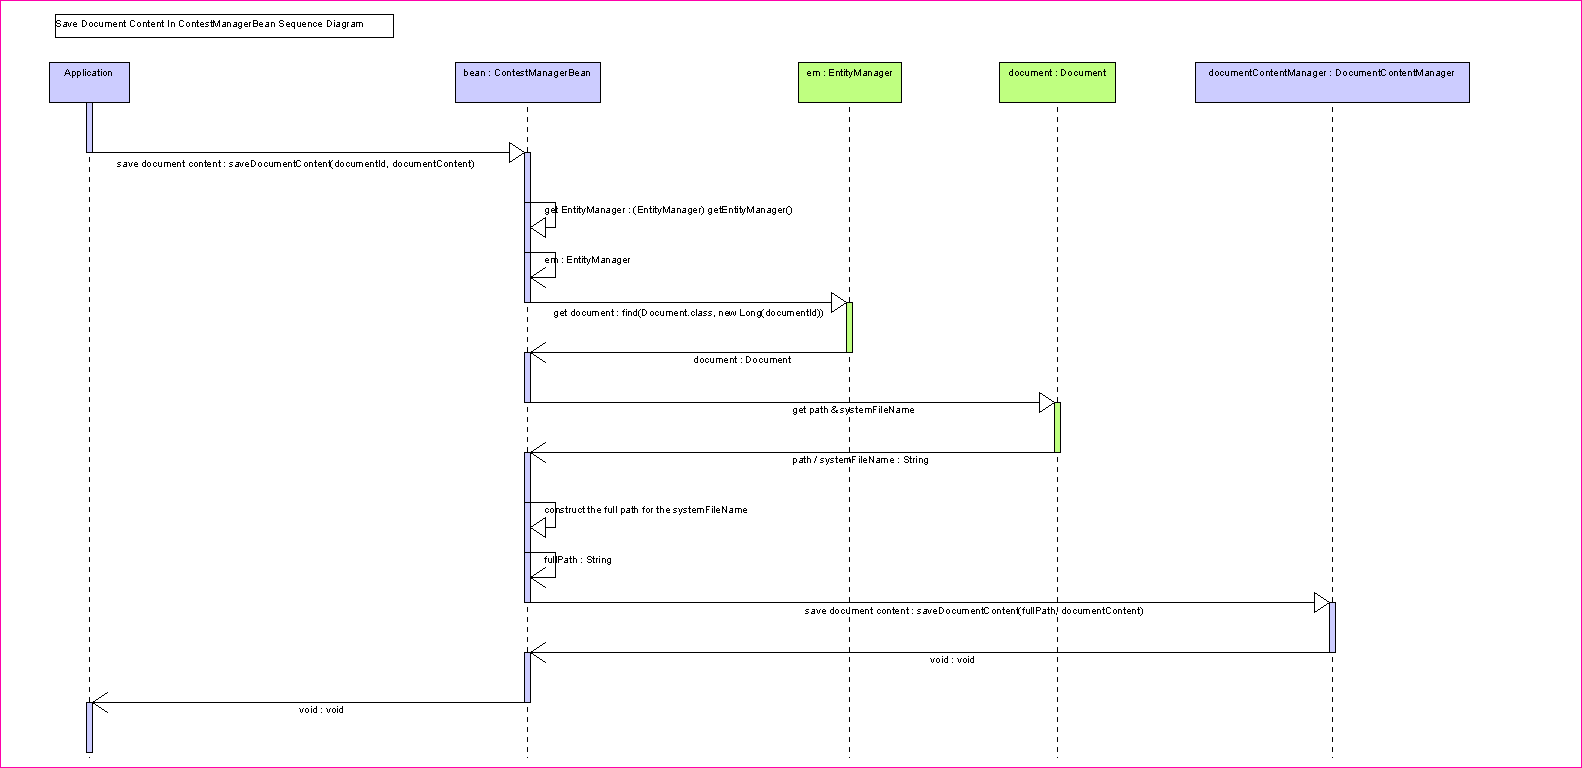 Save Document Content In ContestManagerBean Sequence Diagram
Application
bean : ContestManagerBean
em : EntityManager
document : Document
documentContentManager : DocumentContentManager
save document content : saveDocumentContent(documentId, documentContent)
get EntityManager : (EntityManager) getEntityManager()
em : EntityManager
get document : find(Document.class, new Long(documentId))
document : Document
get path & systemFileName
path / systemFileName : String
construct the full path for the systemFileName
fullPath : String
save document content : saveDocumentContent(fullPath, documentContent)
void : void
void : void